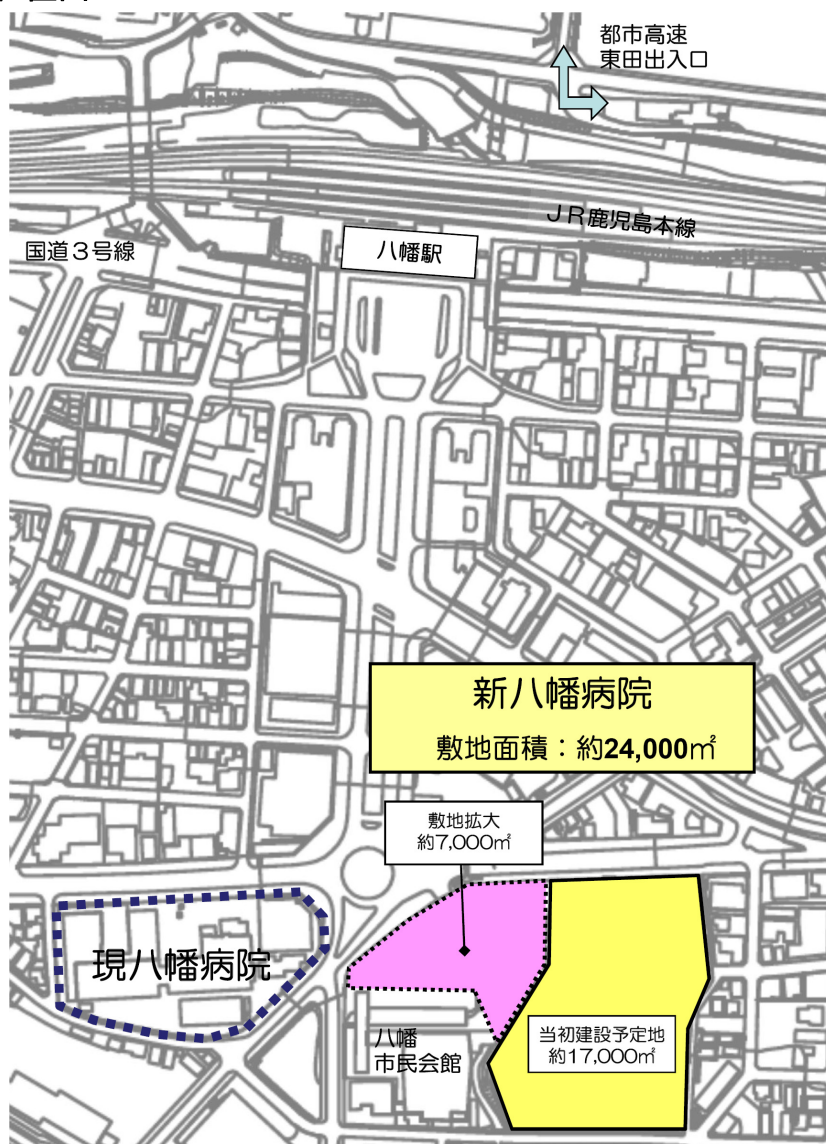 都市高速
東田出入口
JR鹿児島本線
国道3号線
八幡駅
新八幡病院
敷地面積：約24,000㎡
敷地拡大
約7,000㎡
現八幡病院
八幡
市民会館
当初建設予定地
約17,000㎡